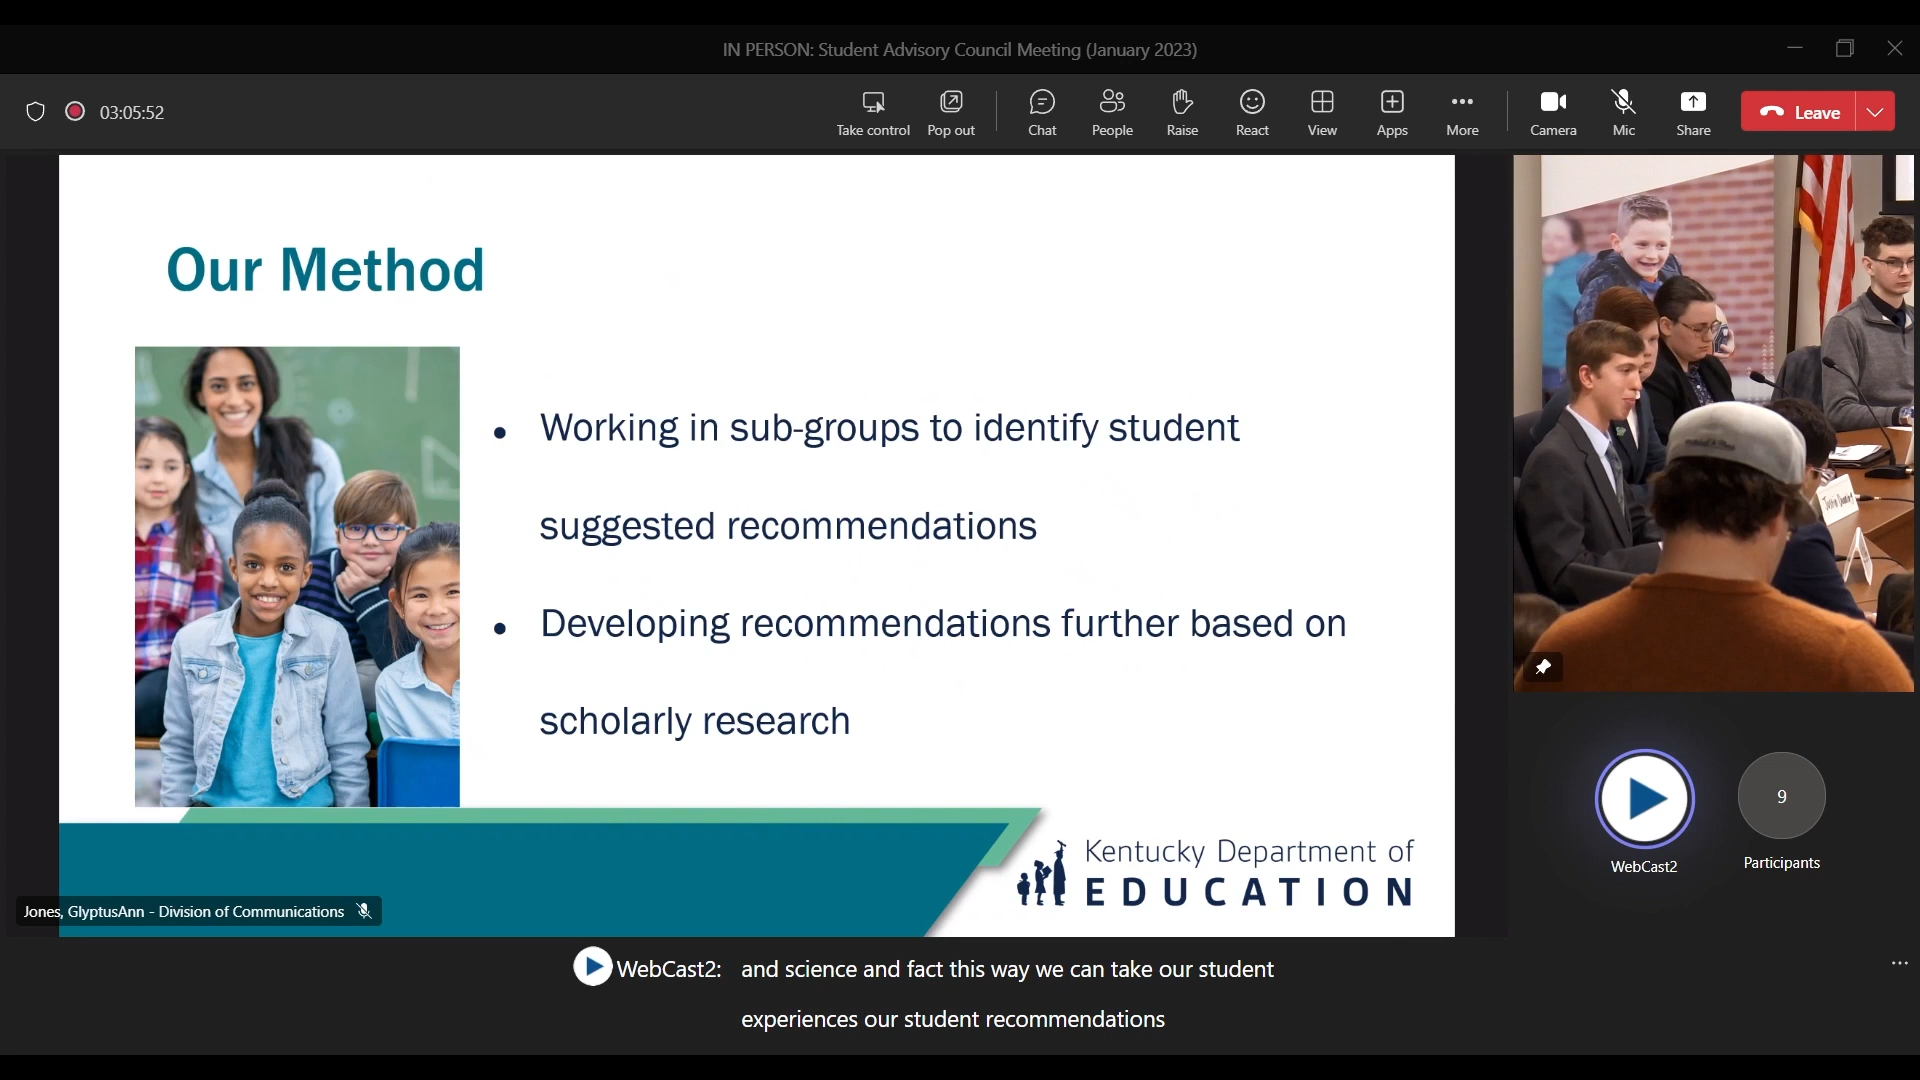 IN PERSON: Student Advisory Council Meeting (January 2023)
03:05:52
Take control
Pop out
Chat
People
Raise
React
View
Apps
More
Camera
Mic
Share
Leave
Our Method
• Working in sub-groups to identify student
suggested recommendations
• Developing recommendations further based on
scholarly research
Kentucky Department of
EDUCATION
Jones, GlyptusAnn - Division of Communications
9
WebCast2
Participants
WebCast2: and science and fact this way we can take our student
experiences our student recommendations